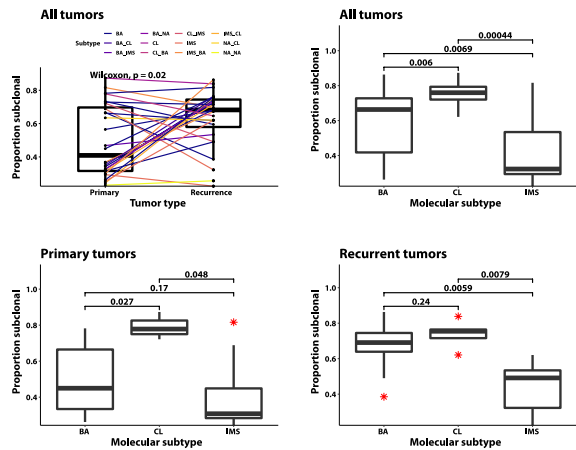 All tumors
BA BA_NA CL_IMS IMS_CL
Subtype BA_CL CL IMS NA_CL
BA_IMS CL_BA IMS_BA NA_NA
Wilcoxon, p = 0.02
Proportion subclonal
0.8
0.6
0.4
Primary Recurrence
Tumor type
All tumors
0.00044
0.0069
0.006
Proportion subclonal
1.0
0.8
0.6
0.4
BA CL IMS
Molecular subtype
Primary tumors
0.048
0.17
0.027
Proportion subclonal
1.0
0.8
0.6
0.4
BA CL IMS
Molecular subtype
Recurrent tumors
0.0079
0.0059
0.24
Proportion subclonal
1.0
0.8
0.6
0.4
BA CL IMS
Molecular subtype